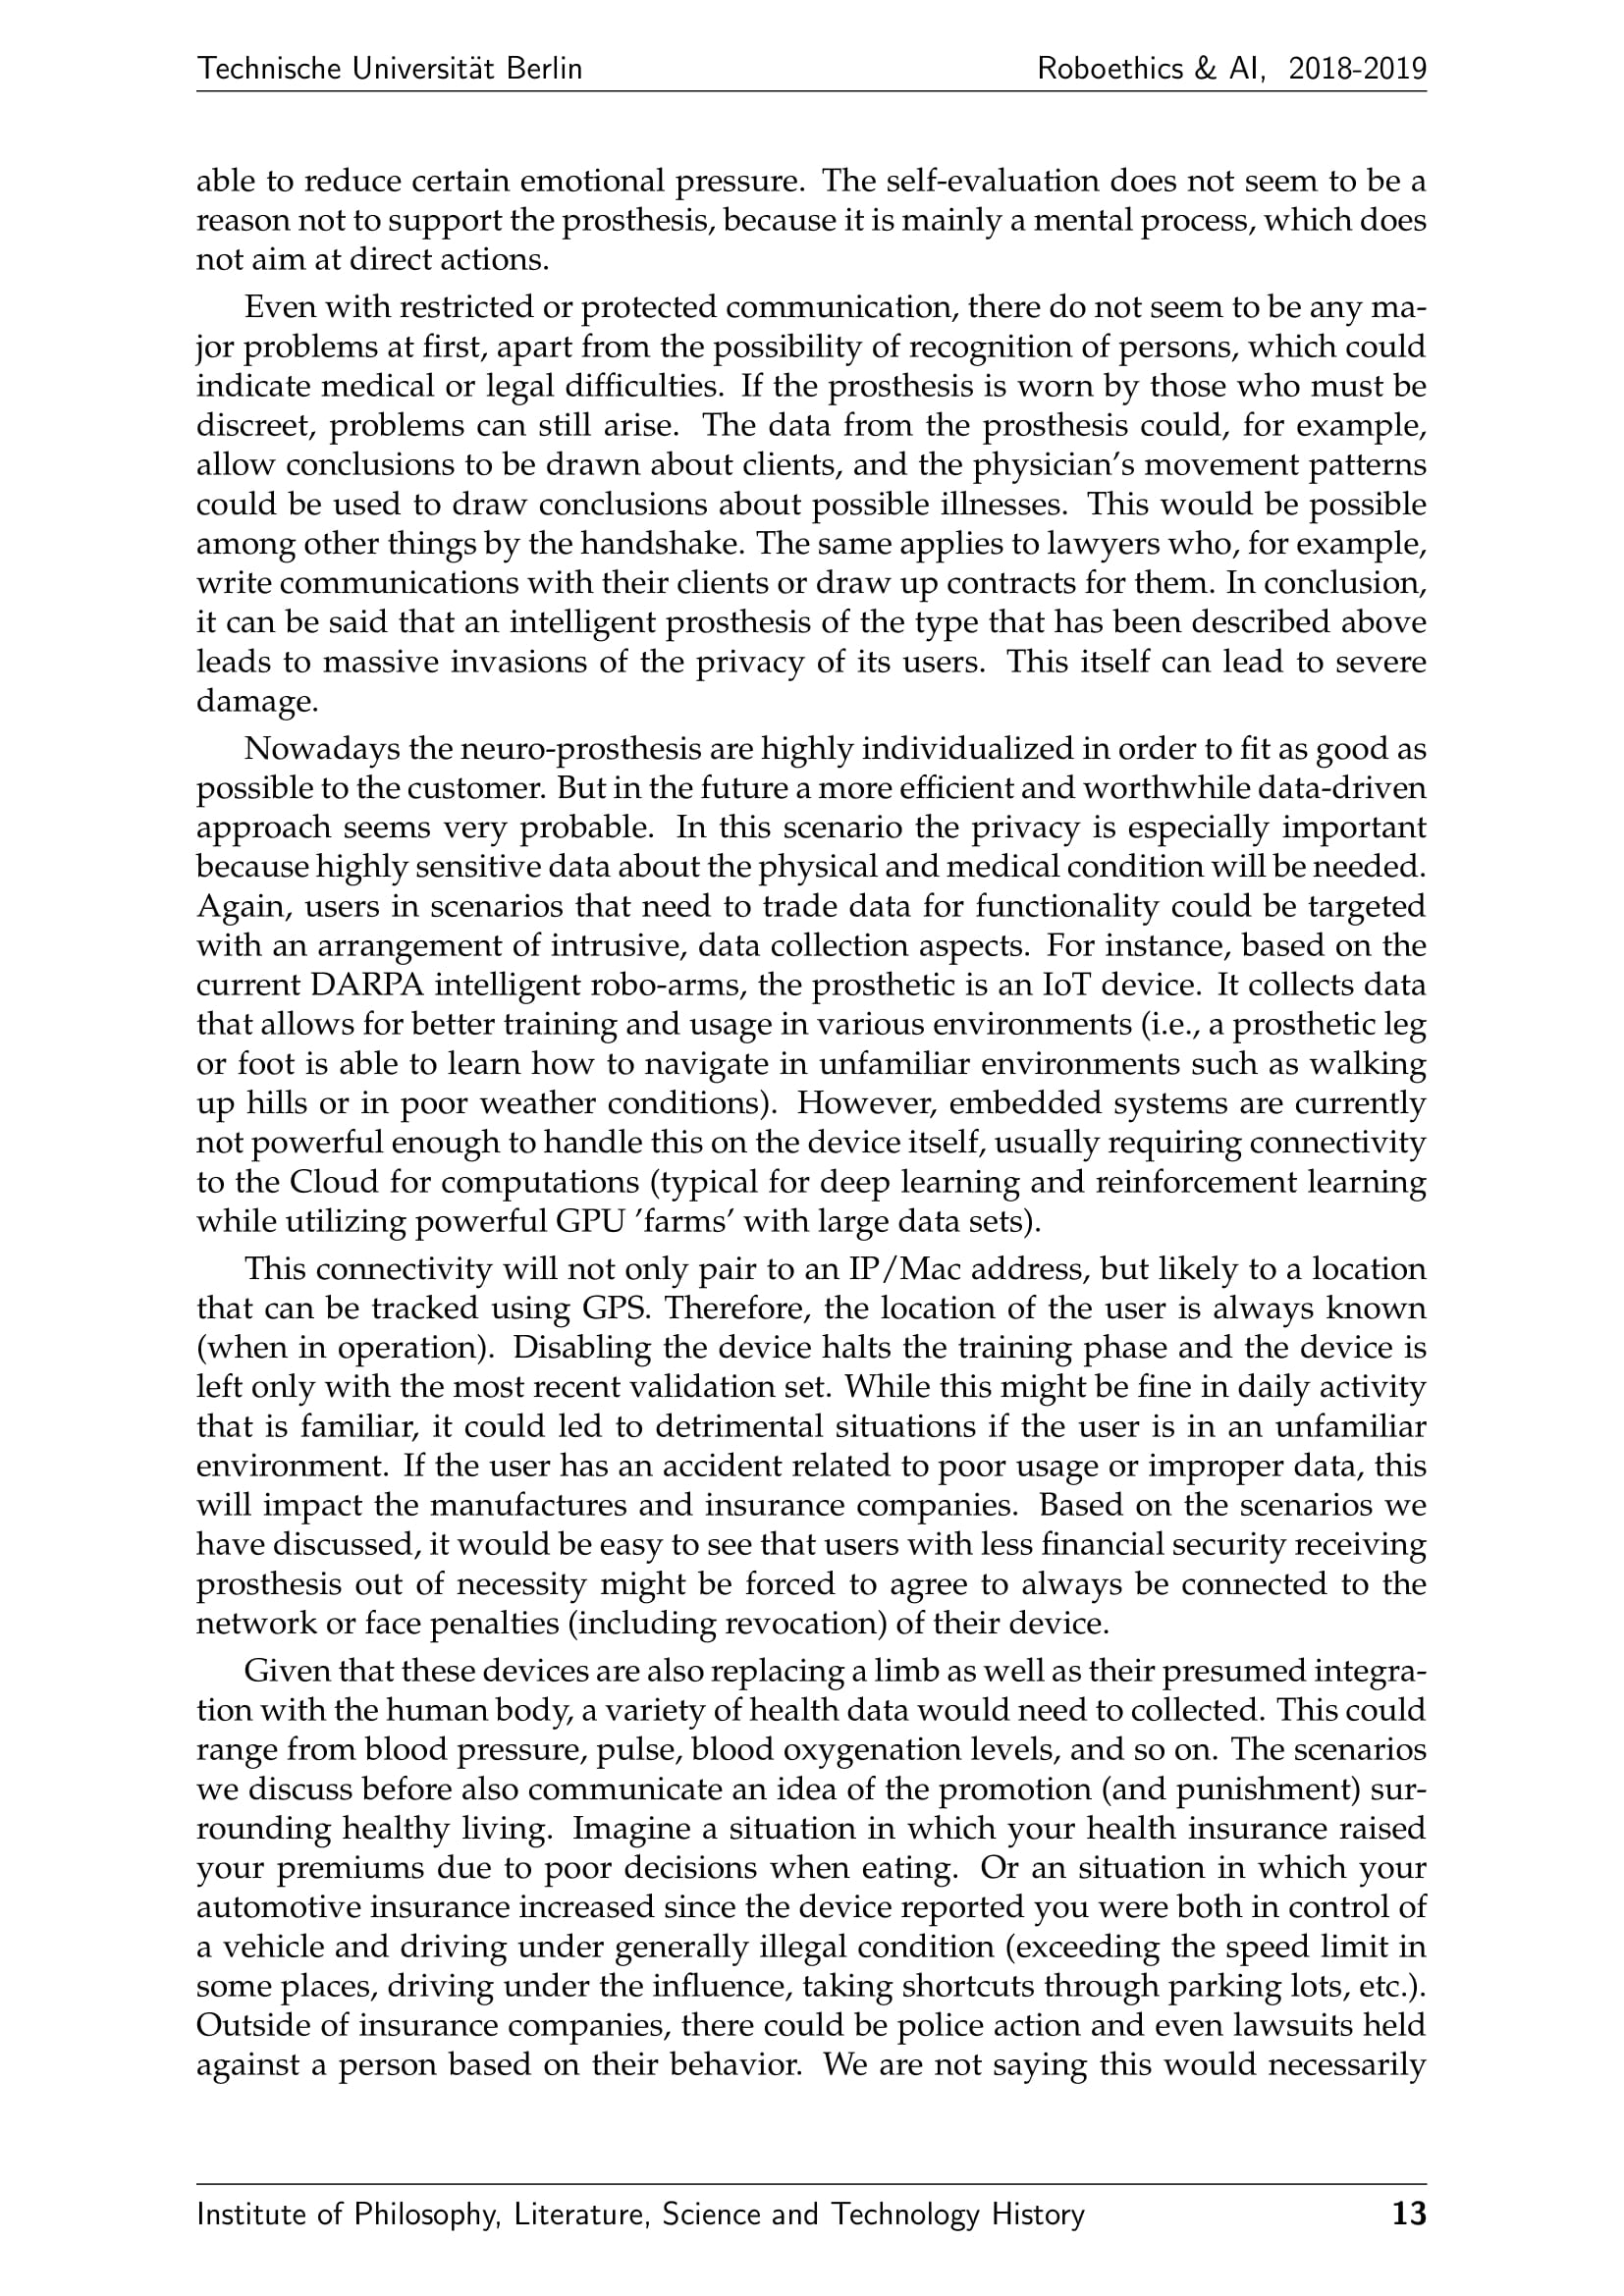 Technische Universität Berlin Roboethics & AI, 2018-2019
able to reduce certain emotional pressure. The self-evaluation does not seem to be a
reason not to support the prosthesis, because it is mainly a mental process, which does
not aim at direct actions.
Even with restricted or protected communication, there do not seem to be any ma-
jor problems at first, apart from the possibility of recognition of persons, which could
indicate medical or legal difficulties. If the prosthesis is worn by those who must be
discreet, problems can still arise. The data from the prosthesis could, for example,
allow conclusions to be drawn about clients, and the physician's movement patterns
could be used to draw conclusions about possible illnesses. This would be possible
among other things by the handshake. The same applies to lawyers who, for example,
write communications with their clients or draw up contracts for them. In conclusion,
it can be said that an intelligent prosthesis of the type that has been described above
leads to massive invasions of the privacy of its users. This itself can lead to severe
damage.
Nowadays the neuro-prosthesis are highly individualized in order to fit as good as
possible to the customer. But in the future a more efficient and worthwhile data-driven
approach seems very probable. In this scenario the privacy is especially important
because highly sensitive data about the physical and medical condition will be needed.
Again, users in scenarios that need to trade data for functionality could be targeted
with an arrangement of intrusive, data collection aspects. For instance, based on the
current DARPA intelligent robo-arms, the prosthetic is an IoT device. It collects data
that allows for better training and usage in various environments (i.e., a prosthetic leg
or foot is able to learn how to navigate in unfamiliar environments such as walking
up hills or in poor weather conditions). However, embedded systems are currently
not powerful enough to handle this on the device itself, usually requiring connectivity
to the Cloud for computations (typical for deep learning and reinforcement learning
while utilizing powerful GPU 'farms' with large data sets).
This connectivity will not only pair to an IP/Mac address, but likely to a location
that can be tracked using GPS. Therefore, the location of the user is always known
(when in operation). Disabling the device halts the training phase and the device is
left only with the most recent validation set. While this might be fine in daily activity
that is familiar, it could led to detrimental situations if the user is in an unfamiliar
environment. If the user has an accident related to poor usage or improper data, this
will impact the manufactures and insurance companies. Based on the scenarios we
have discussed, it would be easy to see that users with less financial security receiving
prosthesis out of necessity might be forced to agree to always be connected to the
network or face penalties (including revocation) of their device.
Given that these devices are also replacing a limb as well as their presumed integra-
tion with the human body, a variety of health data would need to collected. This could
range from blood pressure, pulse, blood oxygenation levels, and so on. The scenarios
we discuss before also communicate an idea of the promotion (and punishment) sur-
rounding healthy living. Imagine a situation in which your health insurance raised
your premiums due to poor decisions when eating. Or an situation in which your
automotive insurance increased since the device reported you were both in control of
a vehicle and driving under generally illegal condition (exceeding the speed limit in
some places, driving under the influence, taking shortcuts through parking lots, etc.).
Outside of insurance companies, there could be police action and even lawsuits held
against a person based on their behavior. We are not saying this would necessarily
Institute of Philosophy, Literature, Science and Technology History 13